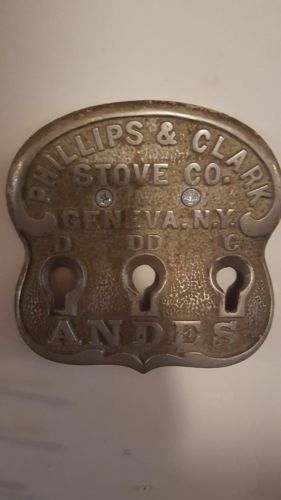 PHILLIPS & CLARK
STOVE CO.
GENEVA. N.Y.
D DD C
ANDES